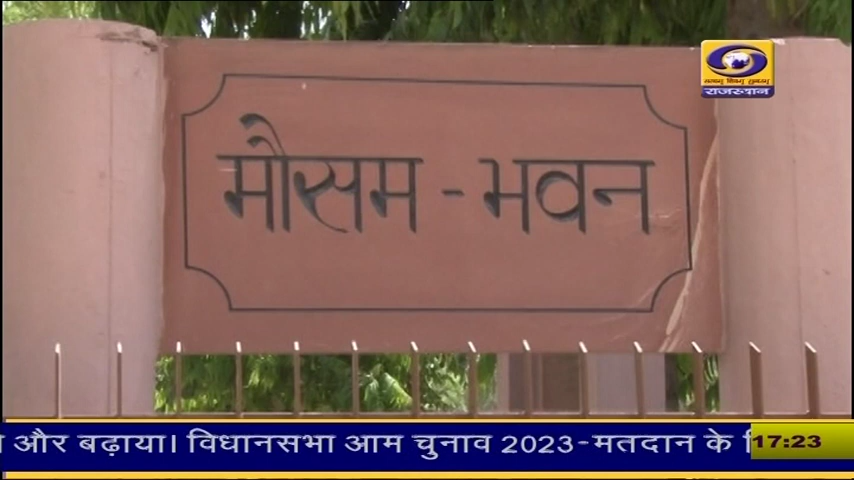 राजस्थान
मौसम - भवन
और बढ़ाया। विधानसभा आम चुनाव 2023-मतदान के
17:23